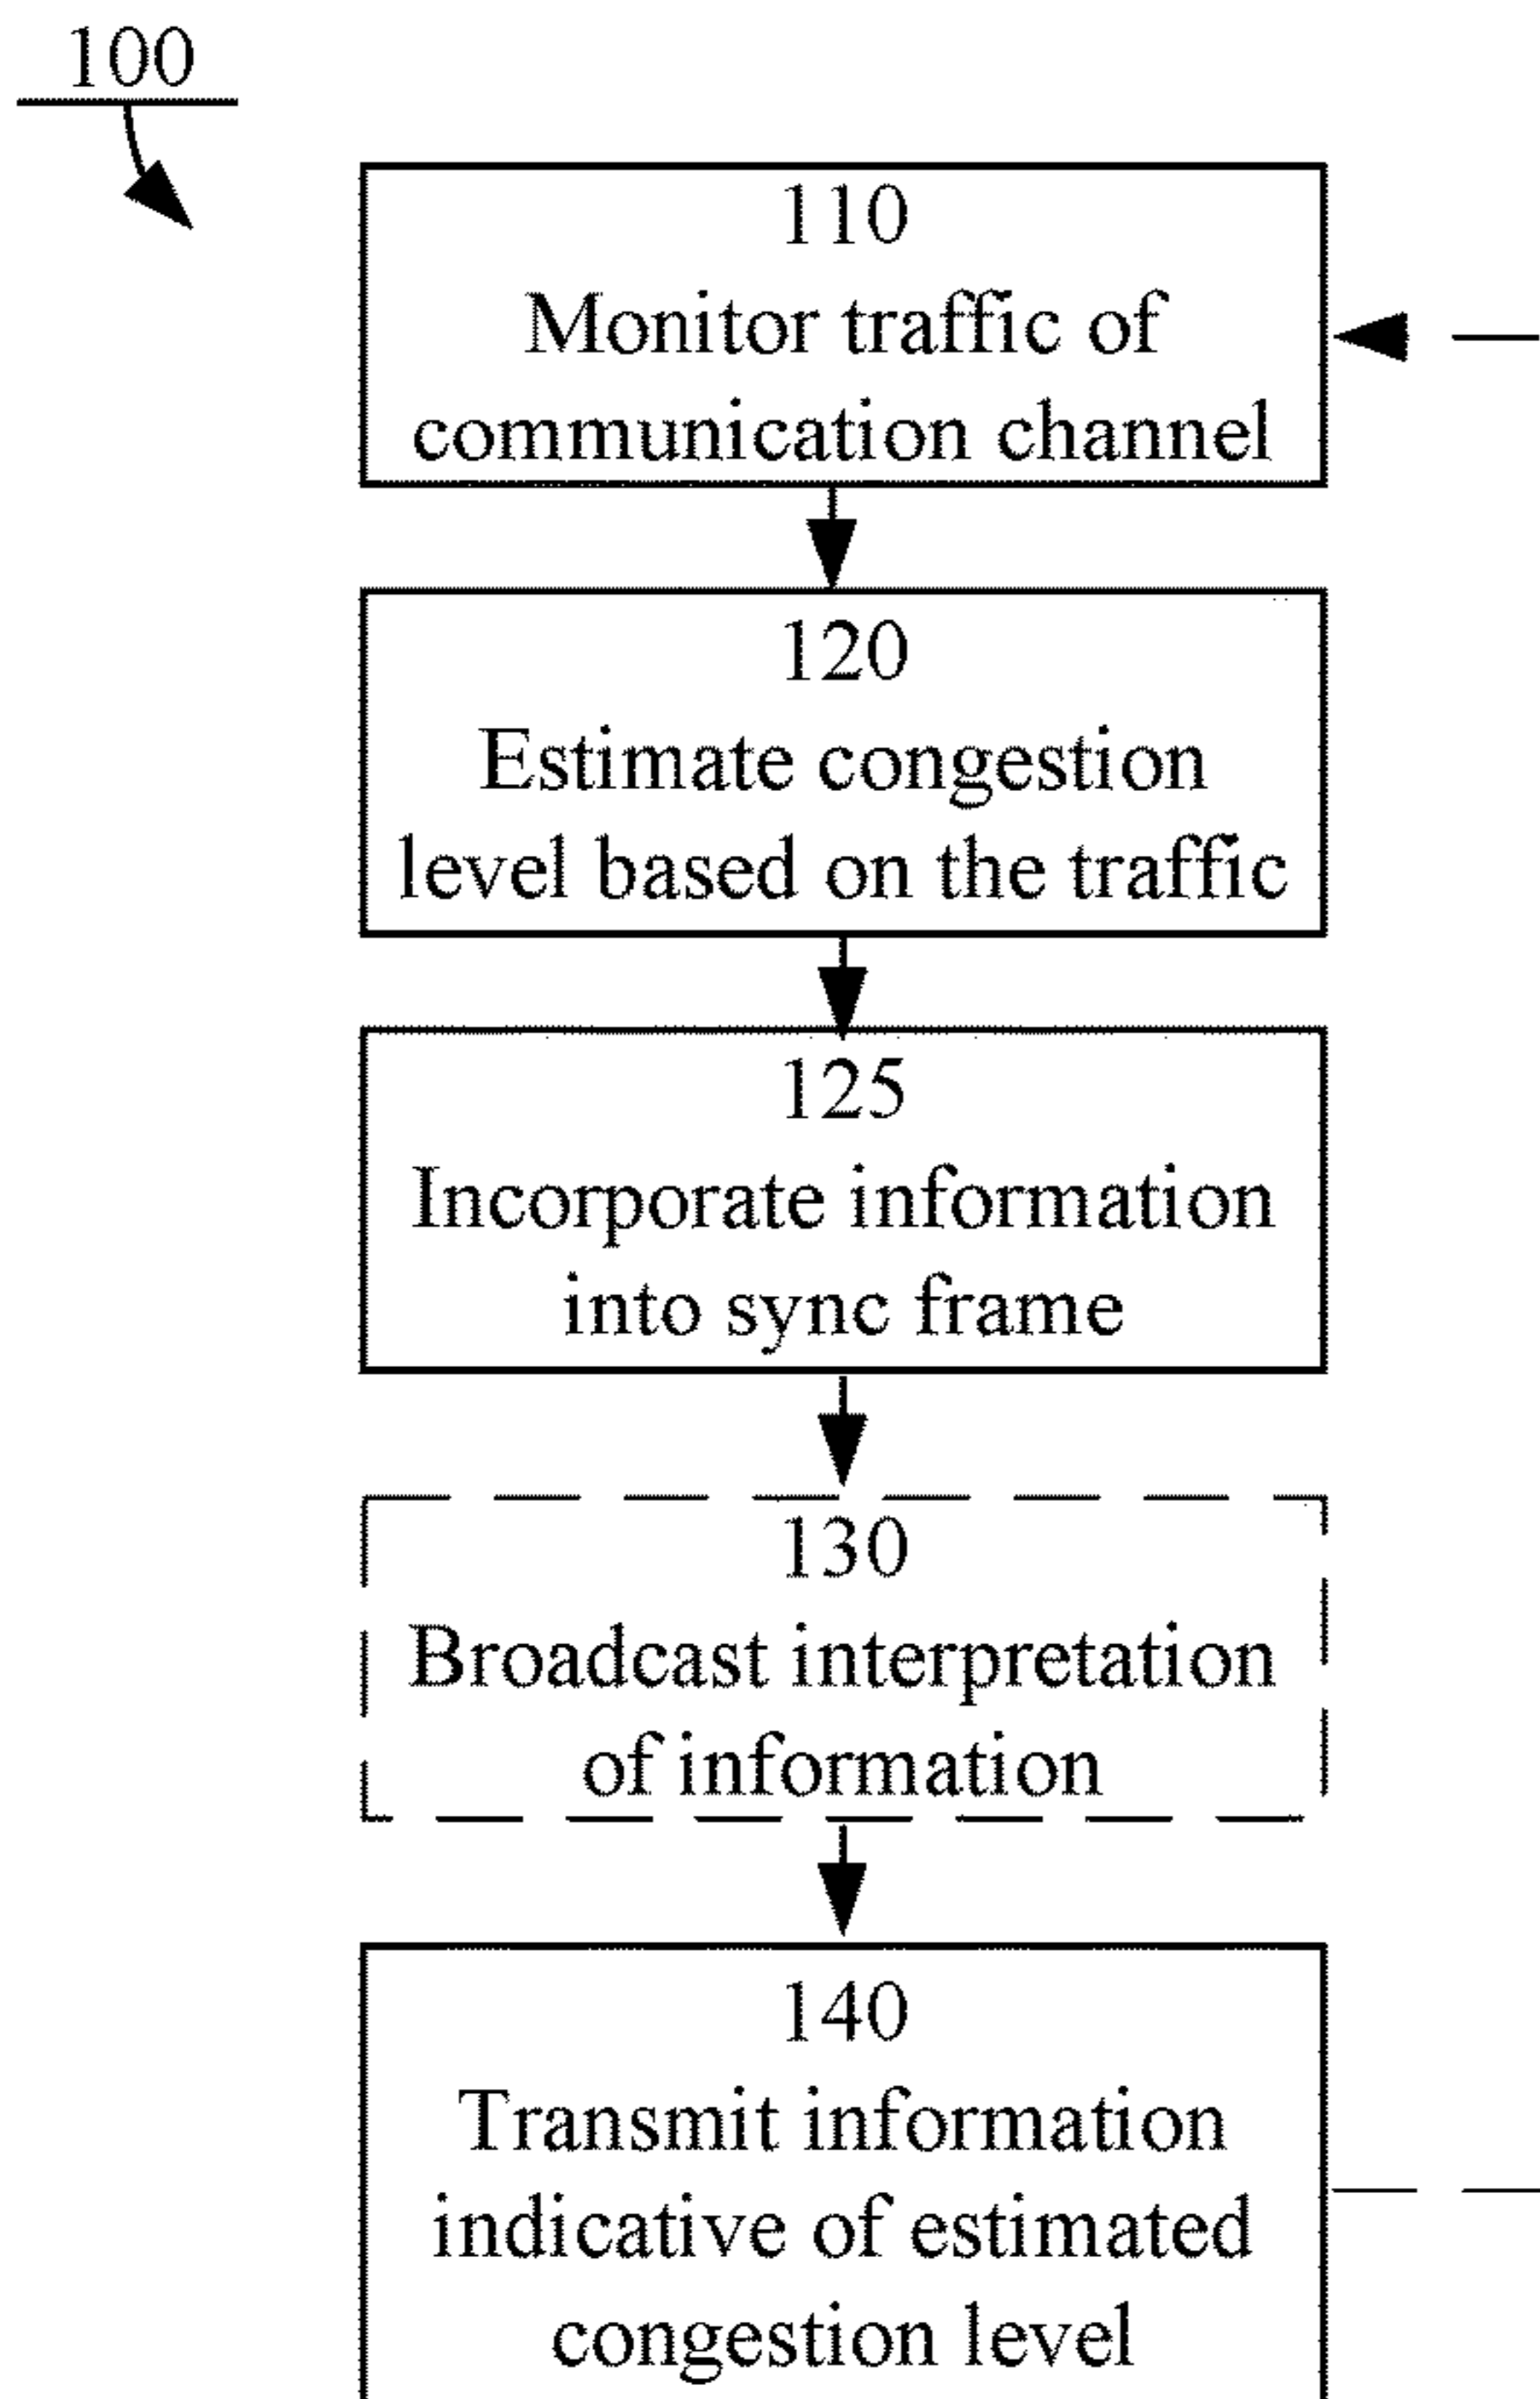 100
110
Monitor traffic of
communication channel
120
Estimate congestion
level based on the traffic
125
Incorporate information
into sync frame
130
Broadcast interpretation
of information
140
Transmit information
indicative of estimated
congestion level